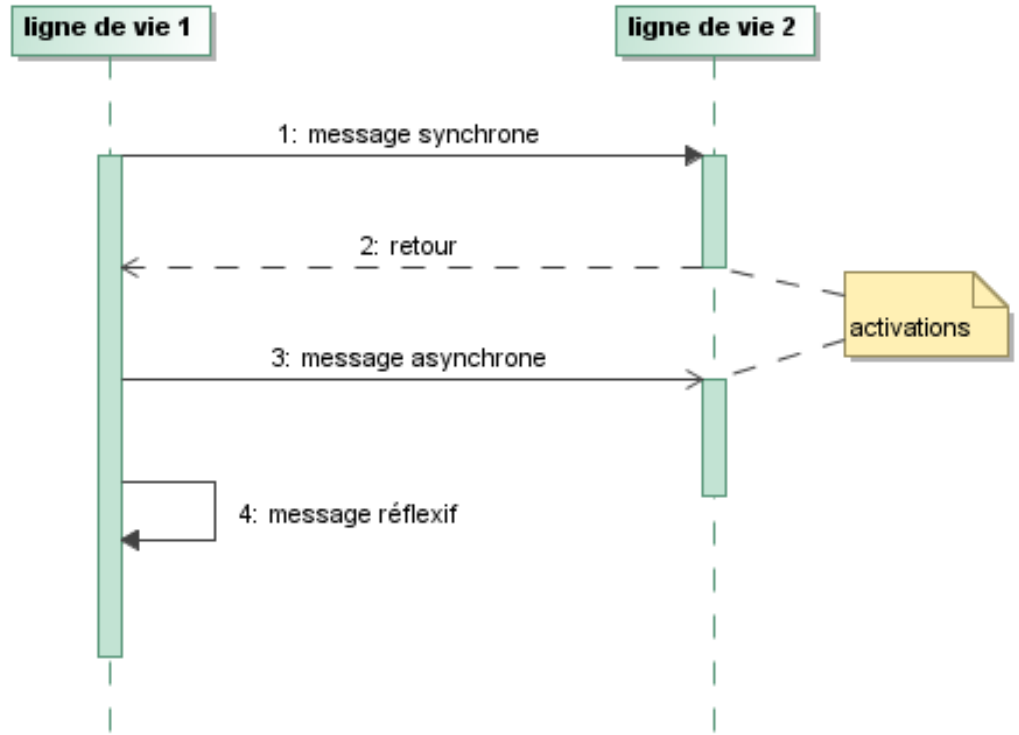 ligne de vie 1
ligne de vie 2
1: message synchrone
2: retour
activations
3: message asynchrone
4: message réflexif